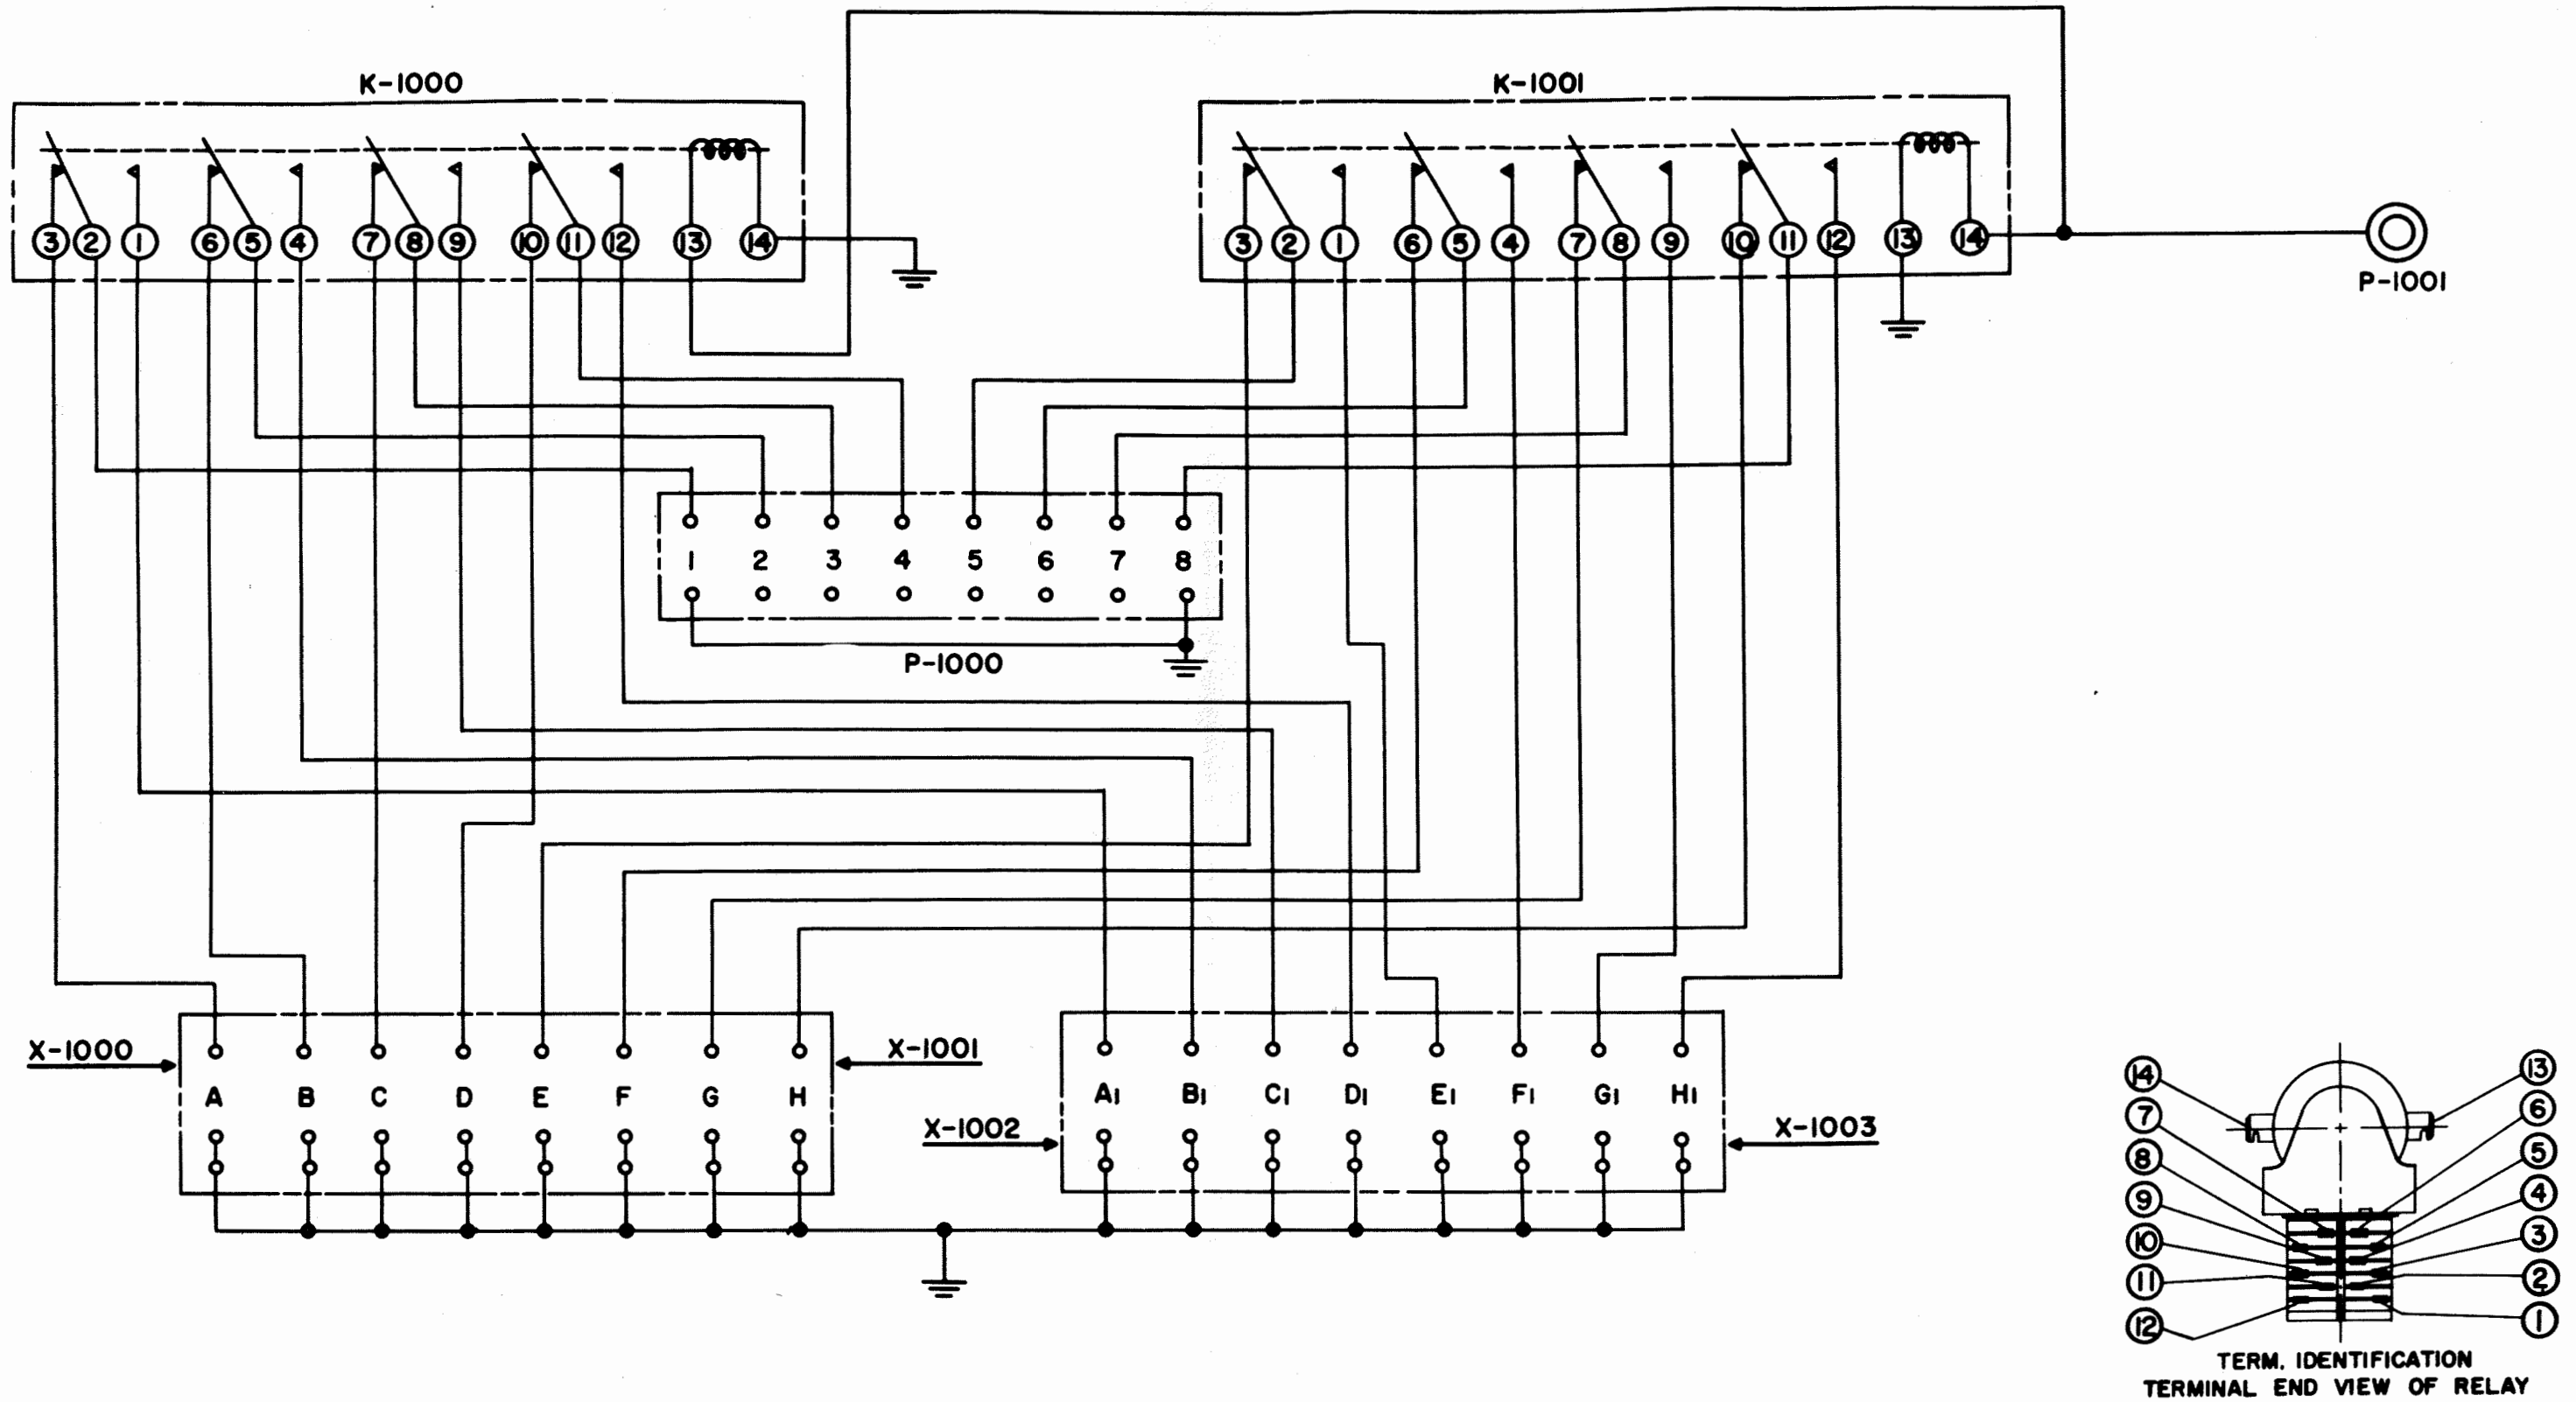 K-1000
K-1001
3 2 1 6 5 4 7 8 9 10 11 12 13 14
3 2 1 6 5 4 7 8 9 10 11 12 13 14
P-1001
1 2 3 4 5 6 7 8
P-1000
X-1000
X-1001
A B C D E F G H
A1 B1 C1 D1 E1 F1 G1 H1
X-1002
X-1003
14 13
7 6
8 5
9 4
10 3
11 2
12 1
TERM. IDENTIFICATION
TERMINAL END VIEW OF RELAY